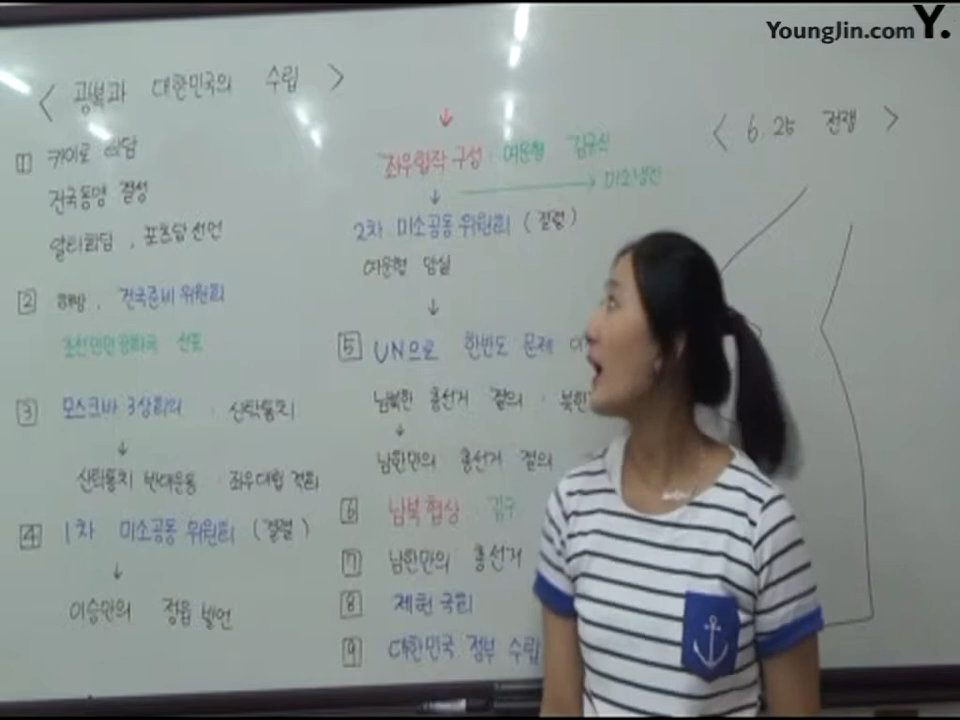 YoungJin.com Y.
< 광복과 대한민국의 수립 >
1 카이로 회담
건국동맹 결성
얄타회담, 포츠담 선언
2 해방, 건국준비 위원회
조선인민공화국 선포
3 모스크바 3상회의 · 신탁통치
↓
신탁통치 반대운동 · 좌우대립 격화
4 1차 미소공동 위원회 (결렬)
↓
이승만의 정읍 발언
↓
좌우합작 구성 · 여운형 김규식
↓ → 미소냉전
2차 미소공동 위원회 (결렬)
여운형 암살
↓
5 UN으로 한반도 문제 이
남북한 총선거 결의 · 북한
↓
남한만의 총선거 결의
6 남북 협상 김구
7 남한만의 총선거
8 제헌 국회
9 대한민국 정부 수립
< 6.25 전쟁 >